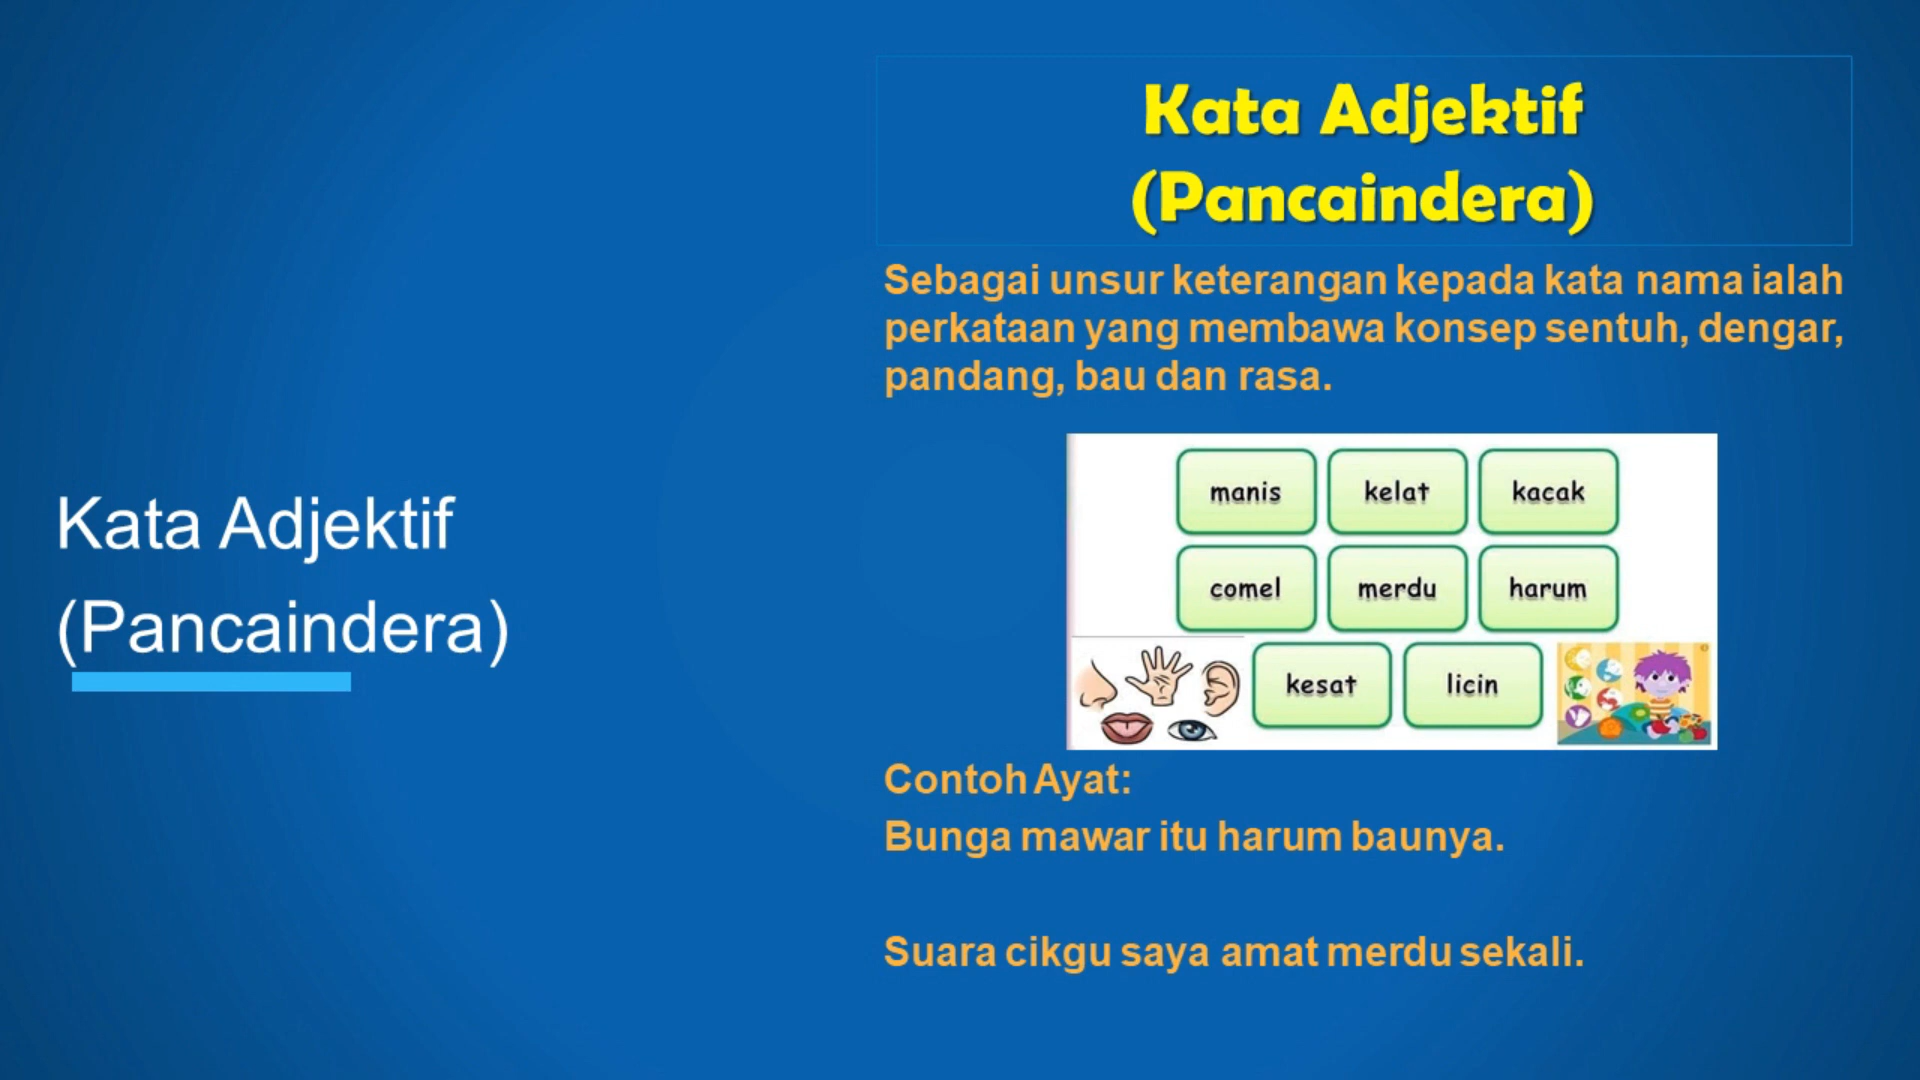 Kata Adjektif
(Pancaindera)
Kata Adjektif
(Pancaindera)
Sebagai unsur keterangan kepada kata nama ialah
perkataan yang membawa konsep sentuh, dengar,
pandang, bau dan rasa.
manis kelat kacak
comel merdu harum
kesat licin
Contoh Ayat:
Bunga mawar itu harum baunya.
Suara cikgu saya amat merdu sekali.